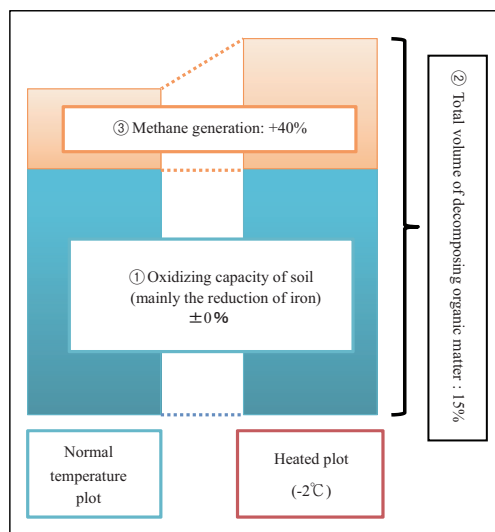 ③ Methane generation: +40%
① Oxidizing capacity of soil
(mainly the reduction of iron)
±0%
② Total volume of decomposing organic matter : 15%
Normal
temperature
plot
Heated plot
(-2℃)